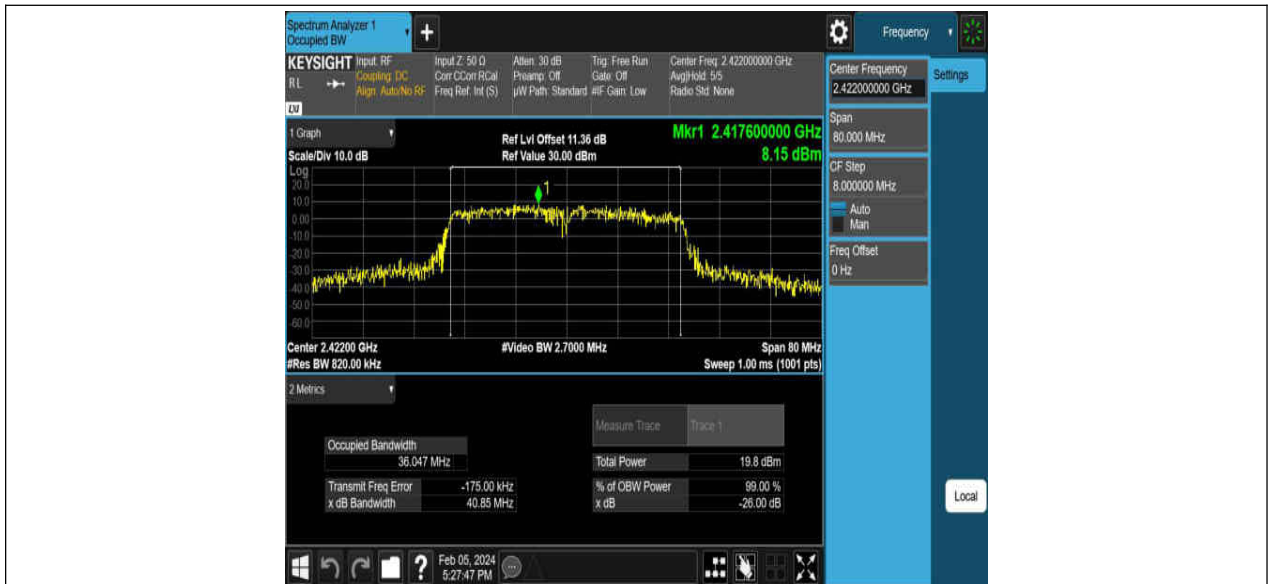 Spectrum Analyzer 1
Occupied BW
+
Frequency
KEYSIGHT
RL
LXI
Input: RF
Coupling: DC
Align: Auto/No RF
Input Z: 50 Ω
Corr CCorr RCal
Freq Ref: Int (S)
Atten: 30 dB
Preamp: Off
µW Path: Standard
Trig: Free Run
Gate: Off
#IF Gain: Low
Center Freq: 2.422000000 GHz
Avg|Hold: 5/5
Radio Std: None
Center Frequency
2.422000000 GHz
Settings
Span
80.000 MHz
CF Step
8.000000 MHz
Auto
Man
Freq Offset
0 Hz
Local
1 Graph
Scale/Div 10.0 dB
Ref Lvl Offset 11.36 dB
Ref Value 30.00 dBm
Mkr1 2.417600000 GHz
8.15 dBm
Log
20.0
10.0
0.00
-10.0
-20.0
-30.0
-40.0
-50.0
-60.0
1
Center 2.42200 GHz
#Video BW 2.7000 MHz
Span 80 MHz
#Res BW 820.00 kHz
Sweep 1.00 ms (1001 pts)
2 Metrics
Measure Trace
Trace 1
Occupied Bandwidth
36.047 MHz
Total Power
19.8 dBm
Transmit Freq Error
-175.00 kHz
% of OBW Power
99.00 %
x dB Bandwidth
40.85 MHz
x dB
-26.00 dB
?
Feb 05, 2024
5:27:47 PM